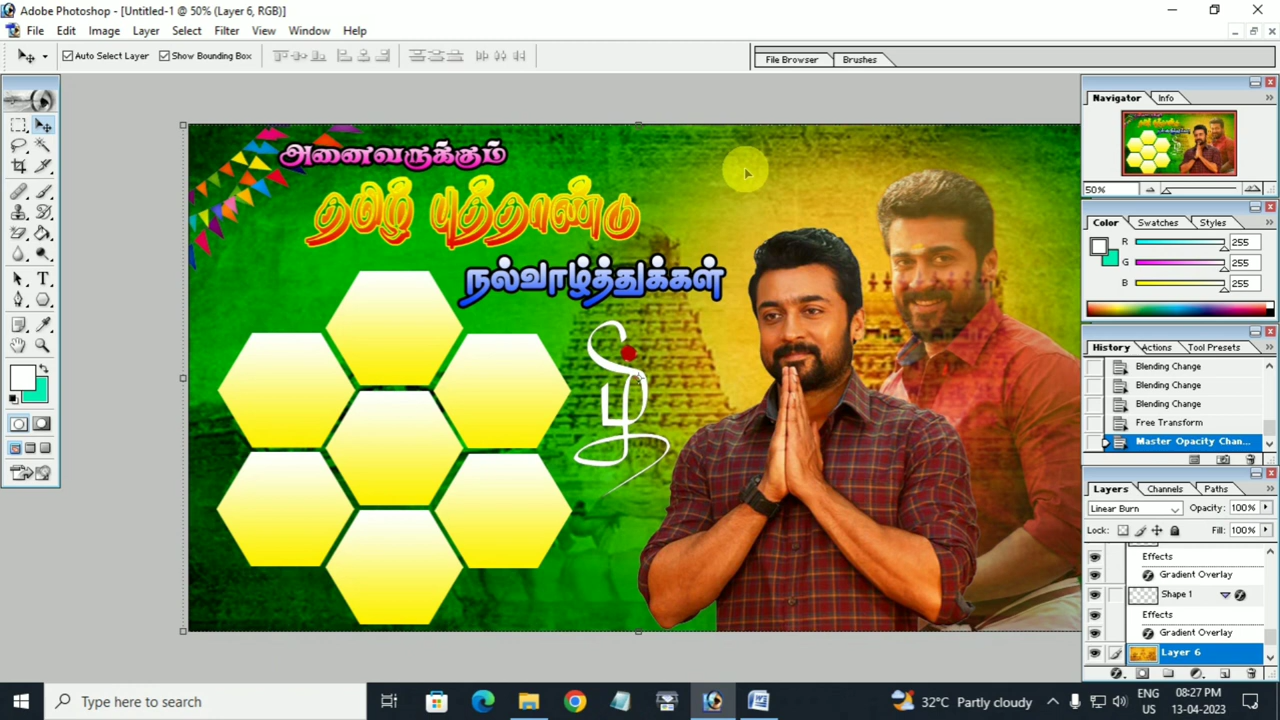 Adobe Photoshop - [Untitled-1 @ 50% (Layer 6, RGB)]
File Edit Image Layer Select Filter View Window Help
Auto Select Layer Show Bounding Box
File Browser Brushes
Navigator Info
50%
Color Swatches Styles
R 255
G 255
B 255
History Actions Tool Presets
Blending Change
Blending Change
Blending Change
Free Transform
Master Opacity Chan...
Layers Channels Paths
Linear Burn Opacity: 100%
Lock: Fill: 100%
Effects
Gradient Overlay
Shape 1
Effects
Gradient Overlay
Layer 6
அனைவருக்கும்
தமிழ் புத்தாண்டு
நல்வாழ்த்துக்கள்
Type here to search
32°C Partly cloudy
ENG
US
08:27 PM
13-04-2023